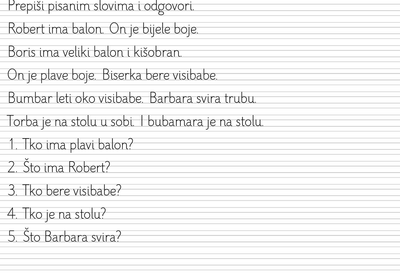 Prepiši pisanim slovima i odgovori.
Robert ima balon. On je bijele boje.
Boris ima veliki balon i kišobran.
On je plave boje. Biserka bere visibabe.
Bumbar leti oko visibabe. Barbara svira trubu.
Torba je na stolu u sobi. I bubamara je na stolu.
1. Tko ima plavi balon?
2. Što ima Robert?
3. Tko bere visibabe?
4. Tko je na stolu?
5. Što Barbara svira?